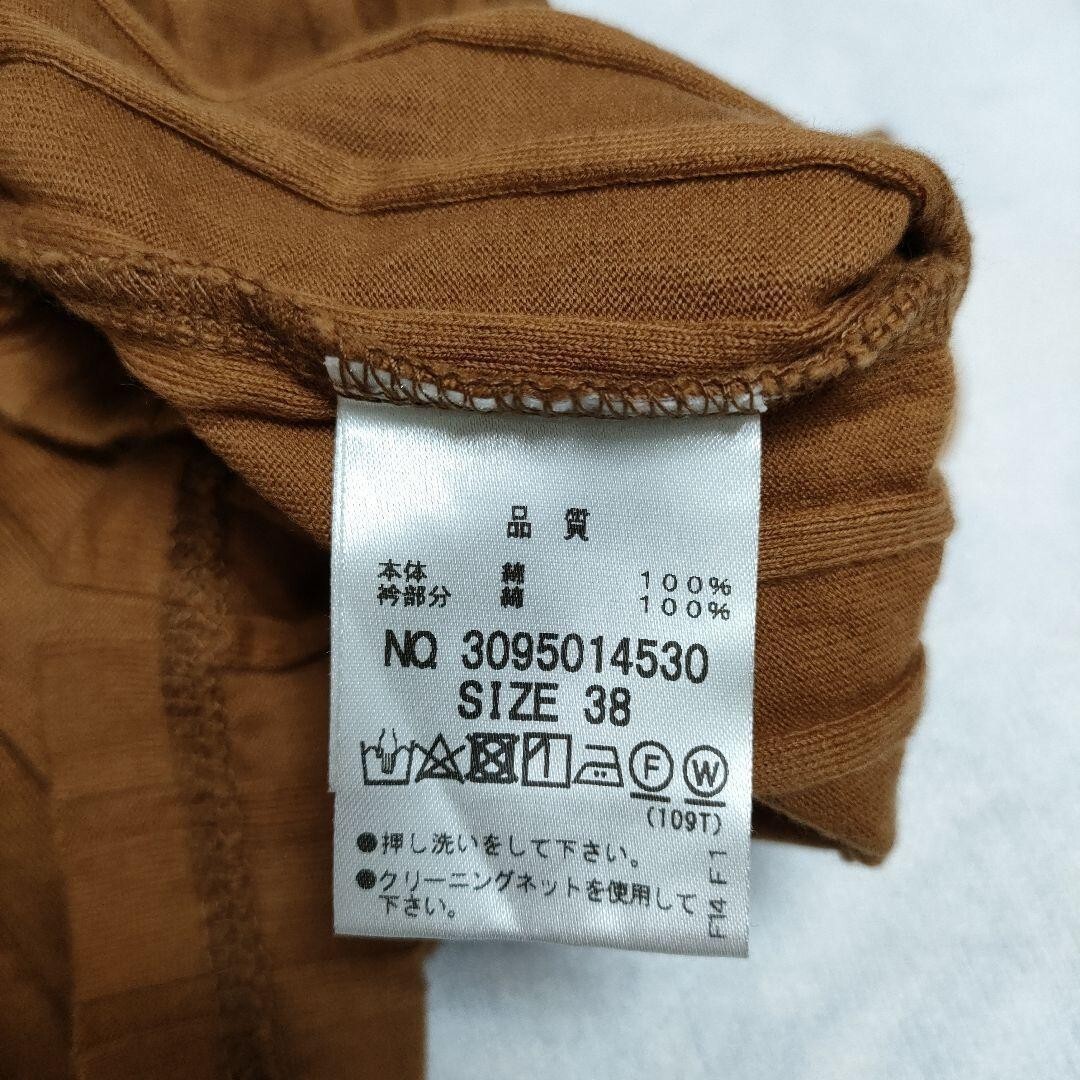 品 質
本体 綿 100%
衿部分 綿 100%
NO. 3095014530
SIZE 38
F W
(109T)
●押し洗いをして下さい。
●クリーニングネットを使用して
下さい。
F14 F1